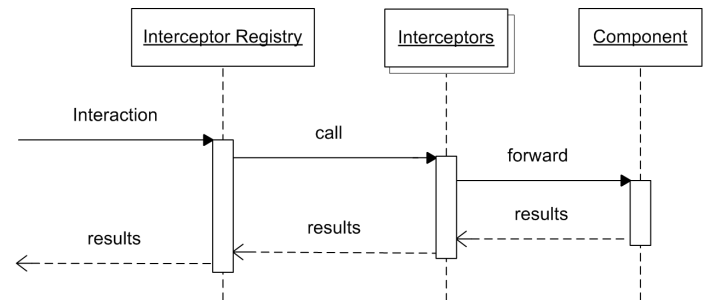 Interceptor Registry
Interceptors
Component
Interaction
call
forward
results
results
results